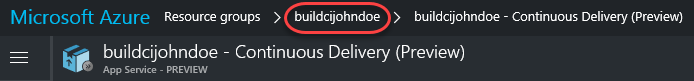 Microsoft Azure Resource groups > buildcijohndoe > buildcijohndoe - Continuous Delivery (Preview)
buildcijohndoe - Continuous Delivery (Preview)
App Service - PREVIEW